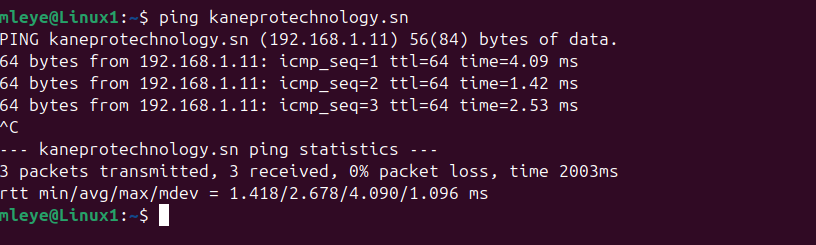 mleye@Linux1:~$ ping kaneprotechnology.sn
PING kaneprotechnology.sn (192.168.1.11) 56(84) bytes of data.
64 bytes from 192.168.1.11: icmp_seq=1 ttl=64 time=4.09 ms
64 bytes from 192.168.1.11: icmp_seq=2 ttl=64 time=1.42 ms
64 bytes from 192.168.1.11: icmp_seq=3 ttl=64 time=2.53 ms
^C
--- kaneprotechnology.sn ping statistics ---
3 packets transmitted, 3 received, 0% packet loss, time 2003ms
rtt min/avg/max/mdev = 1.418/2.678/4.090/1.096 ms
mleye@Linux1:~$